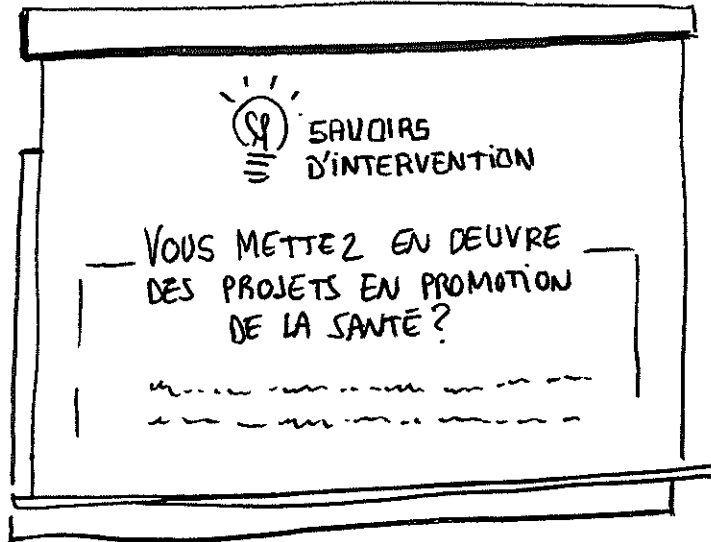 SAVOIRS
D'INTERVENTION
VOUS METTEZ EN OEUVRE
DES PROJETS EN PROMOTION
DE LA SANTÉ?